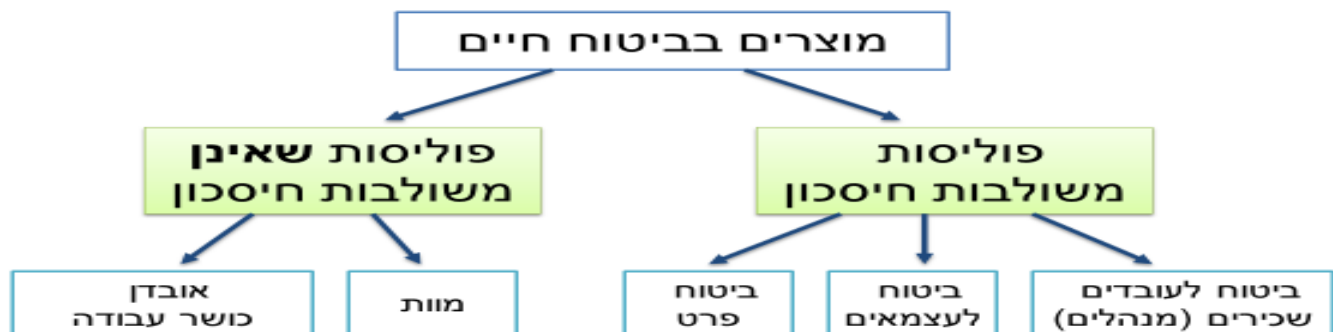 מוצרים בביטוח חיים
פוליסות
משולבות חיסכון
פוליסות שאינן
משולבות חיסכון
ביטוח לעובדים
שכירים (מנהלים)
ביטוח
לעצמאים
ביטוח
פרט
מוות
אובדן
כושר עבודה